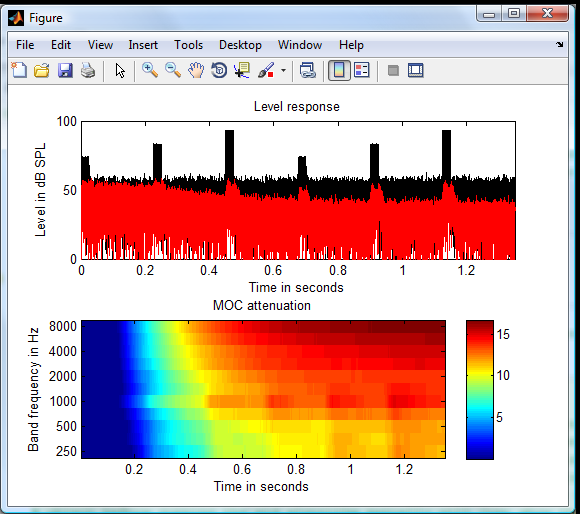 Figure
File Edit View Insert Tools Desktop Window Help
Level response
Level in dB SPL
100
50
0
0 0.2 0.4 0.6 0.8 1 1.2
Time in seconds
MOC attenuation
Band frequency in Hz
8000
4000
2000
1000
500
250
0.2 0.4 0.6 0.8 1 1.2
Time in seconds
15
10
5